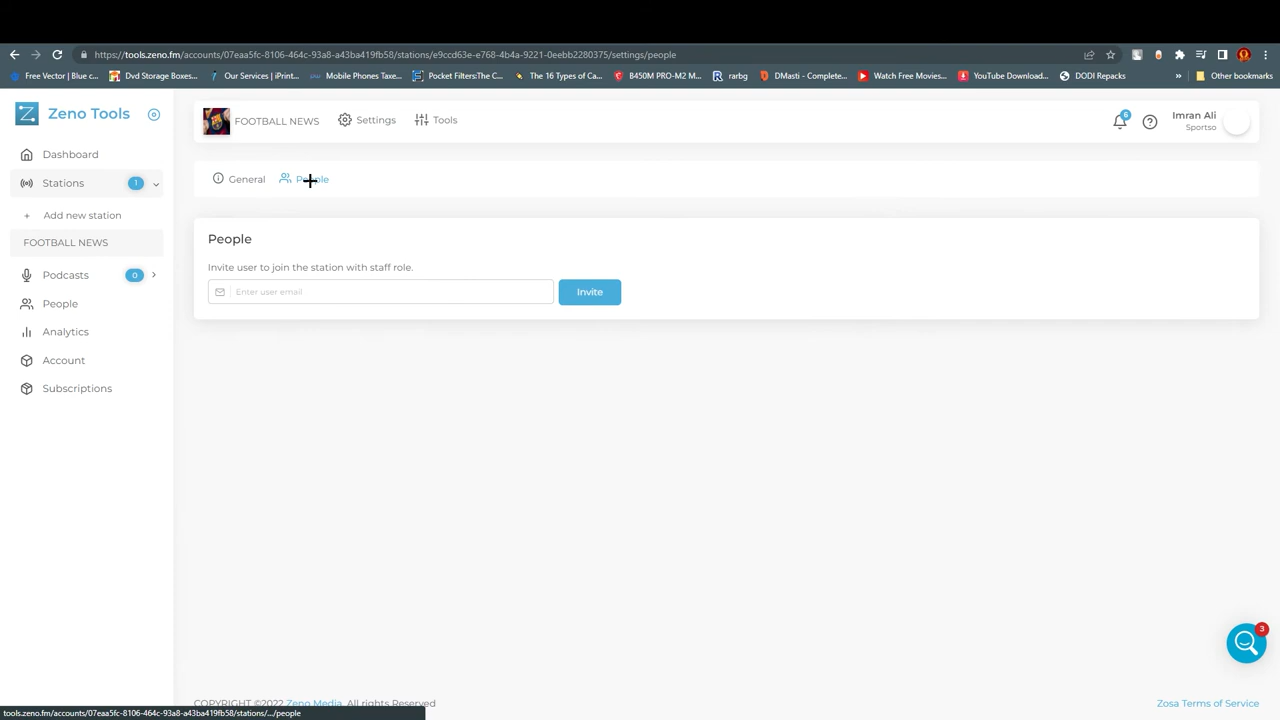 https://tools.zeno.fm/accounts/07eaa5fc-8106-464c-93a8-a43ba419fb58/stations/e9ccd63e-e768-4b4a-9221-0eebb2280375/settings/people
Free Vector | Blue c... Dvd Storage Boxes... Our Services | iPrint... Mobile Phones Taxe... Pocket Filters:The C... The 16 Types of Ca... B450M PRO-M2 M... rarbg DMasti - Complete... Watch Free Movies... YouTube Download... DODI Repacks » Other bookmarks
Zeno Tools
FOOTBALL NEWS Settings Tools
6
Imran Ali
Sportso
Dashboard
Stations 1
Add new station
FOOTBALL NEWS
Podcasts 0
People
Analytics
Account
Subscriptions
General People
People
Invite user to join the station with staff role.
Enter user email Invite
3
COPYRIGHT ©2022 Zeno Media. All rights Reserved
Zosa Terms of Service
tools.zeno.fm/accounts/07eaa5fc-8106-464c-93a8-a43ba419fb58/stations/.../people